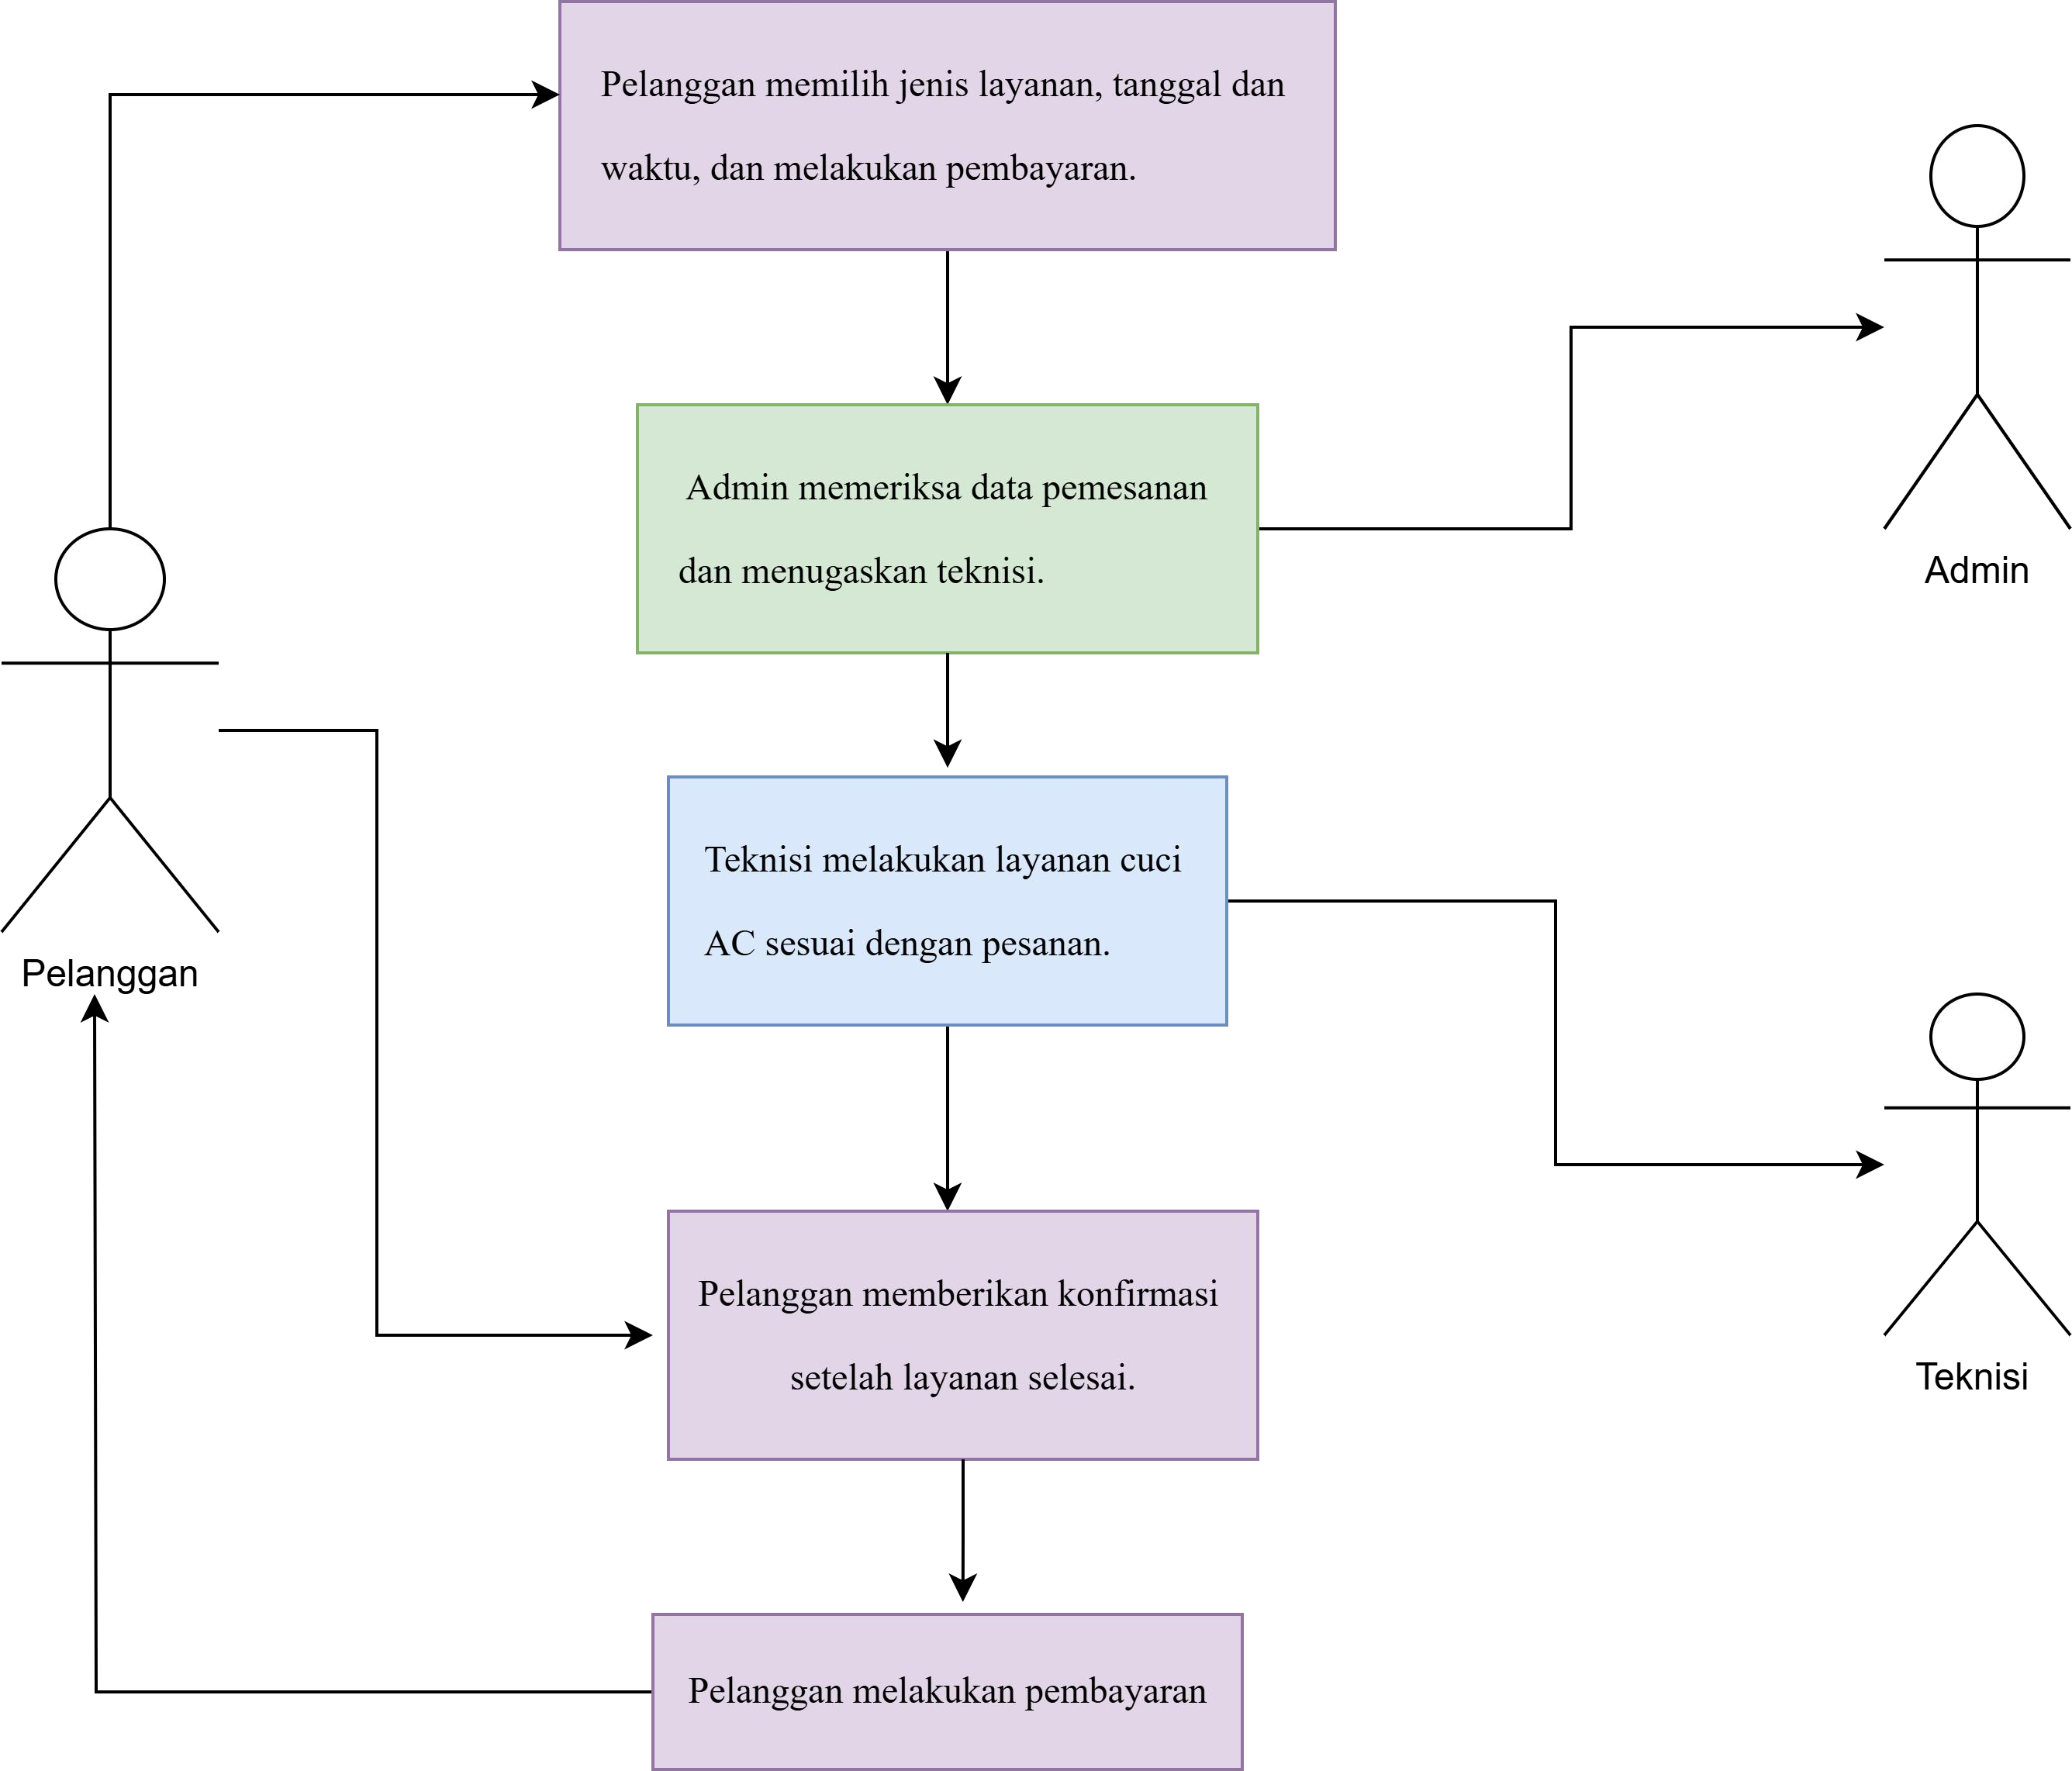 Pelanggan memilih jenis layanan, tanggal dan
waktu, dan melakukan pembayaran.
Admin memeriksa data pemesanan
dan menugaskan teknisi.
Admin
Teknisi melakukan layanan cuci
AC sesuai dengan pesanan.
Pelanggan
Pelanggan memberikan konfirmasi
setelah layanan selesai.
Teknisi
Pelanggan melakukan pembayaran